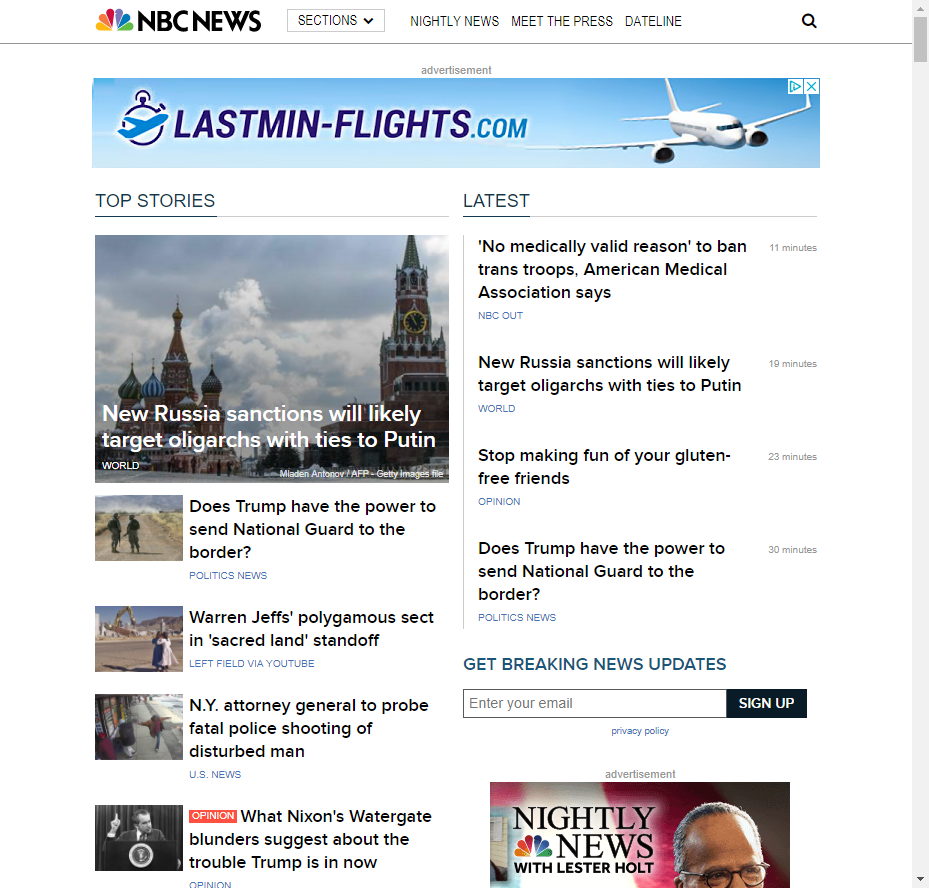 NBC NEWS
SECTIONS
NIGHTLY NEWS MEET THE PRESS DATELINE
advertisement
LASTMIN-FLIGHTS.COM
TOP STORIES
New Russia sanctions will likely
target oligarchs with ties to Putin
WORLD
Mladen Antonov / AFP - Getty Images file
Does Trump have the power to
send National Guard to the
border?
POLITICS NEWS
Warren Jeffs' polygamous sect
in 'sacred land' standoff
LEFT FIELD VIA YOUTUBE
N.Y. attorney general to probe
fatal police shooting of
disturbed man
U.S. NEWS
OPINION What Nixon's Watergate
blunders suggest about the
trouble Trump is in now
OPINION
LATEST
'No medically valid reason' to ban
trans troops, American Medical
Association says
11 minutes
NBC OUT
New Russia sanctions will likely
target oligarchs with ties to Putin
19 minutes
WORLD
Stop making fun of your gluten-
free friends
23 minutes
OPINION
Does Trump have the power to
send National Guard to the
border?
30 minutes
POLITICS NEWS
GET BREAKING NEWS UPDATES
Enter your email
SIGN UP
privacy policy
advertisement
NIGHTLY
NEWS
WITH LESTER HOLT